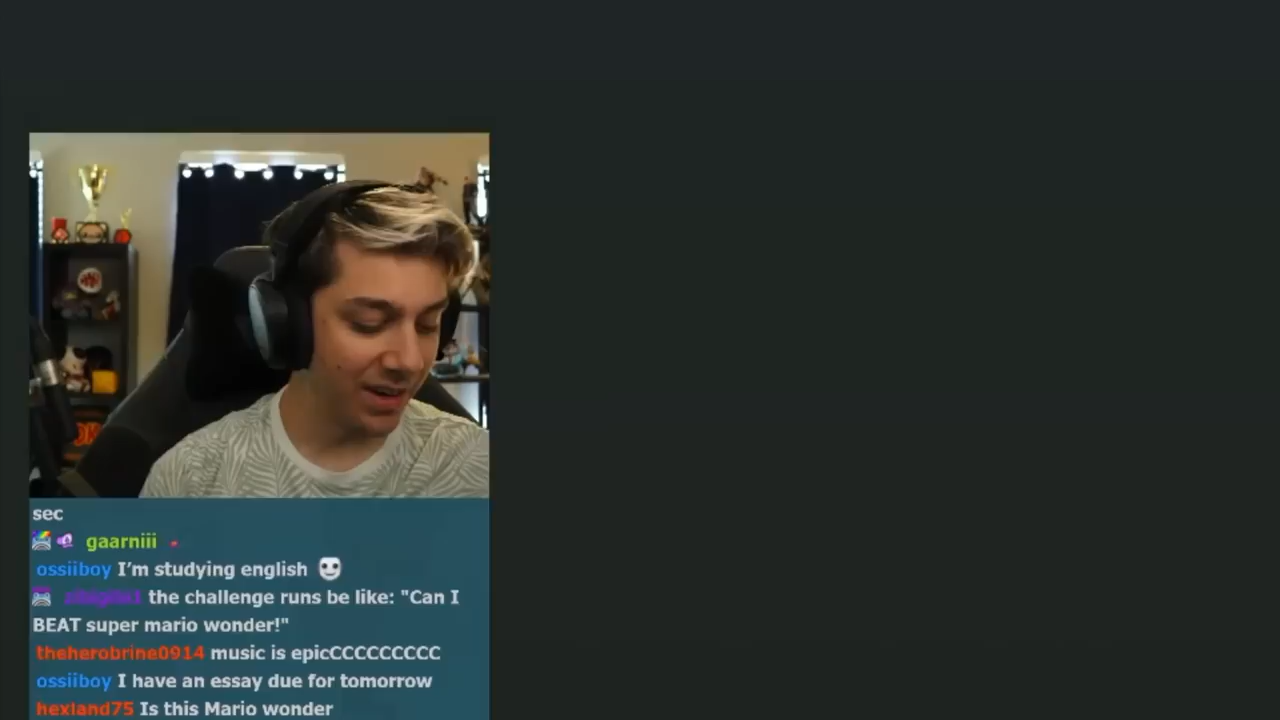 sec
gaarniii
ossiiboy I'm studying english
the challenge runs be like: "Can I
BEAT super mario wonder!"
theherobrine0914 music is epicCCCCCCCCC
ossiiboy I have an essay due for tomorrow
hexland75 Is this Mario wonder